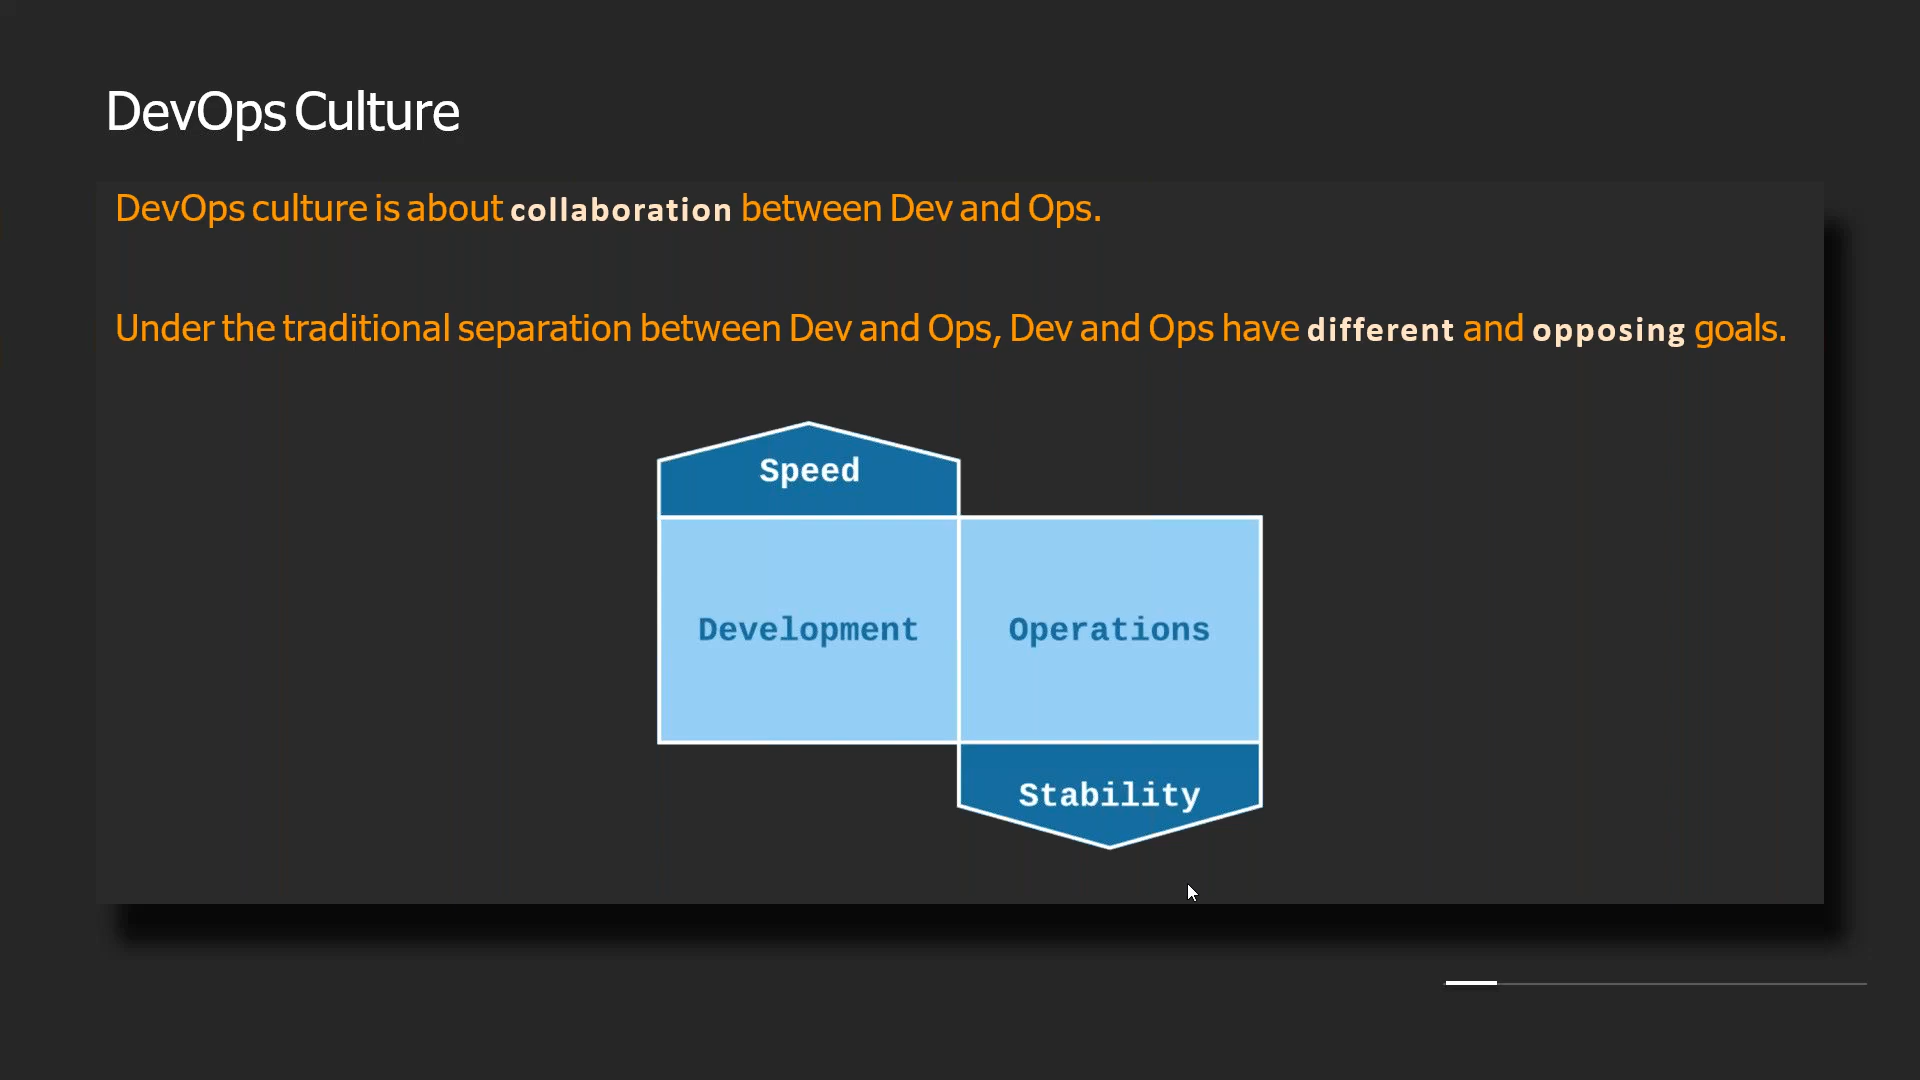 DevOps Culture
DevOps culture is about collaboration between Dev and Ops.
Under the traditional separation between Dev and Ops, Dev and Ops have different and opposing goals.
Speed
Development
Operations
Stability